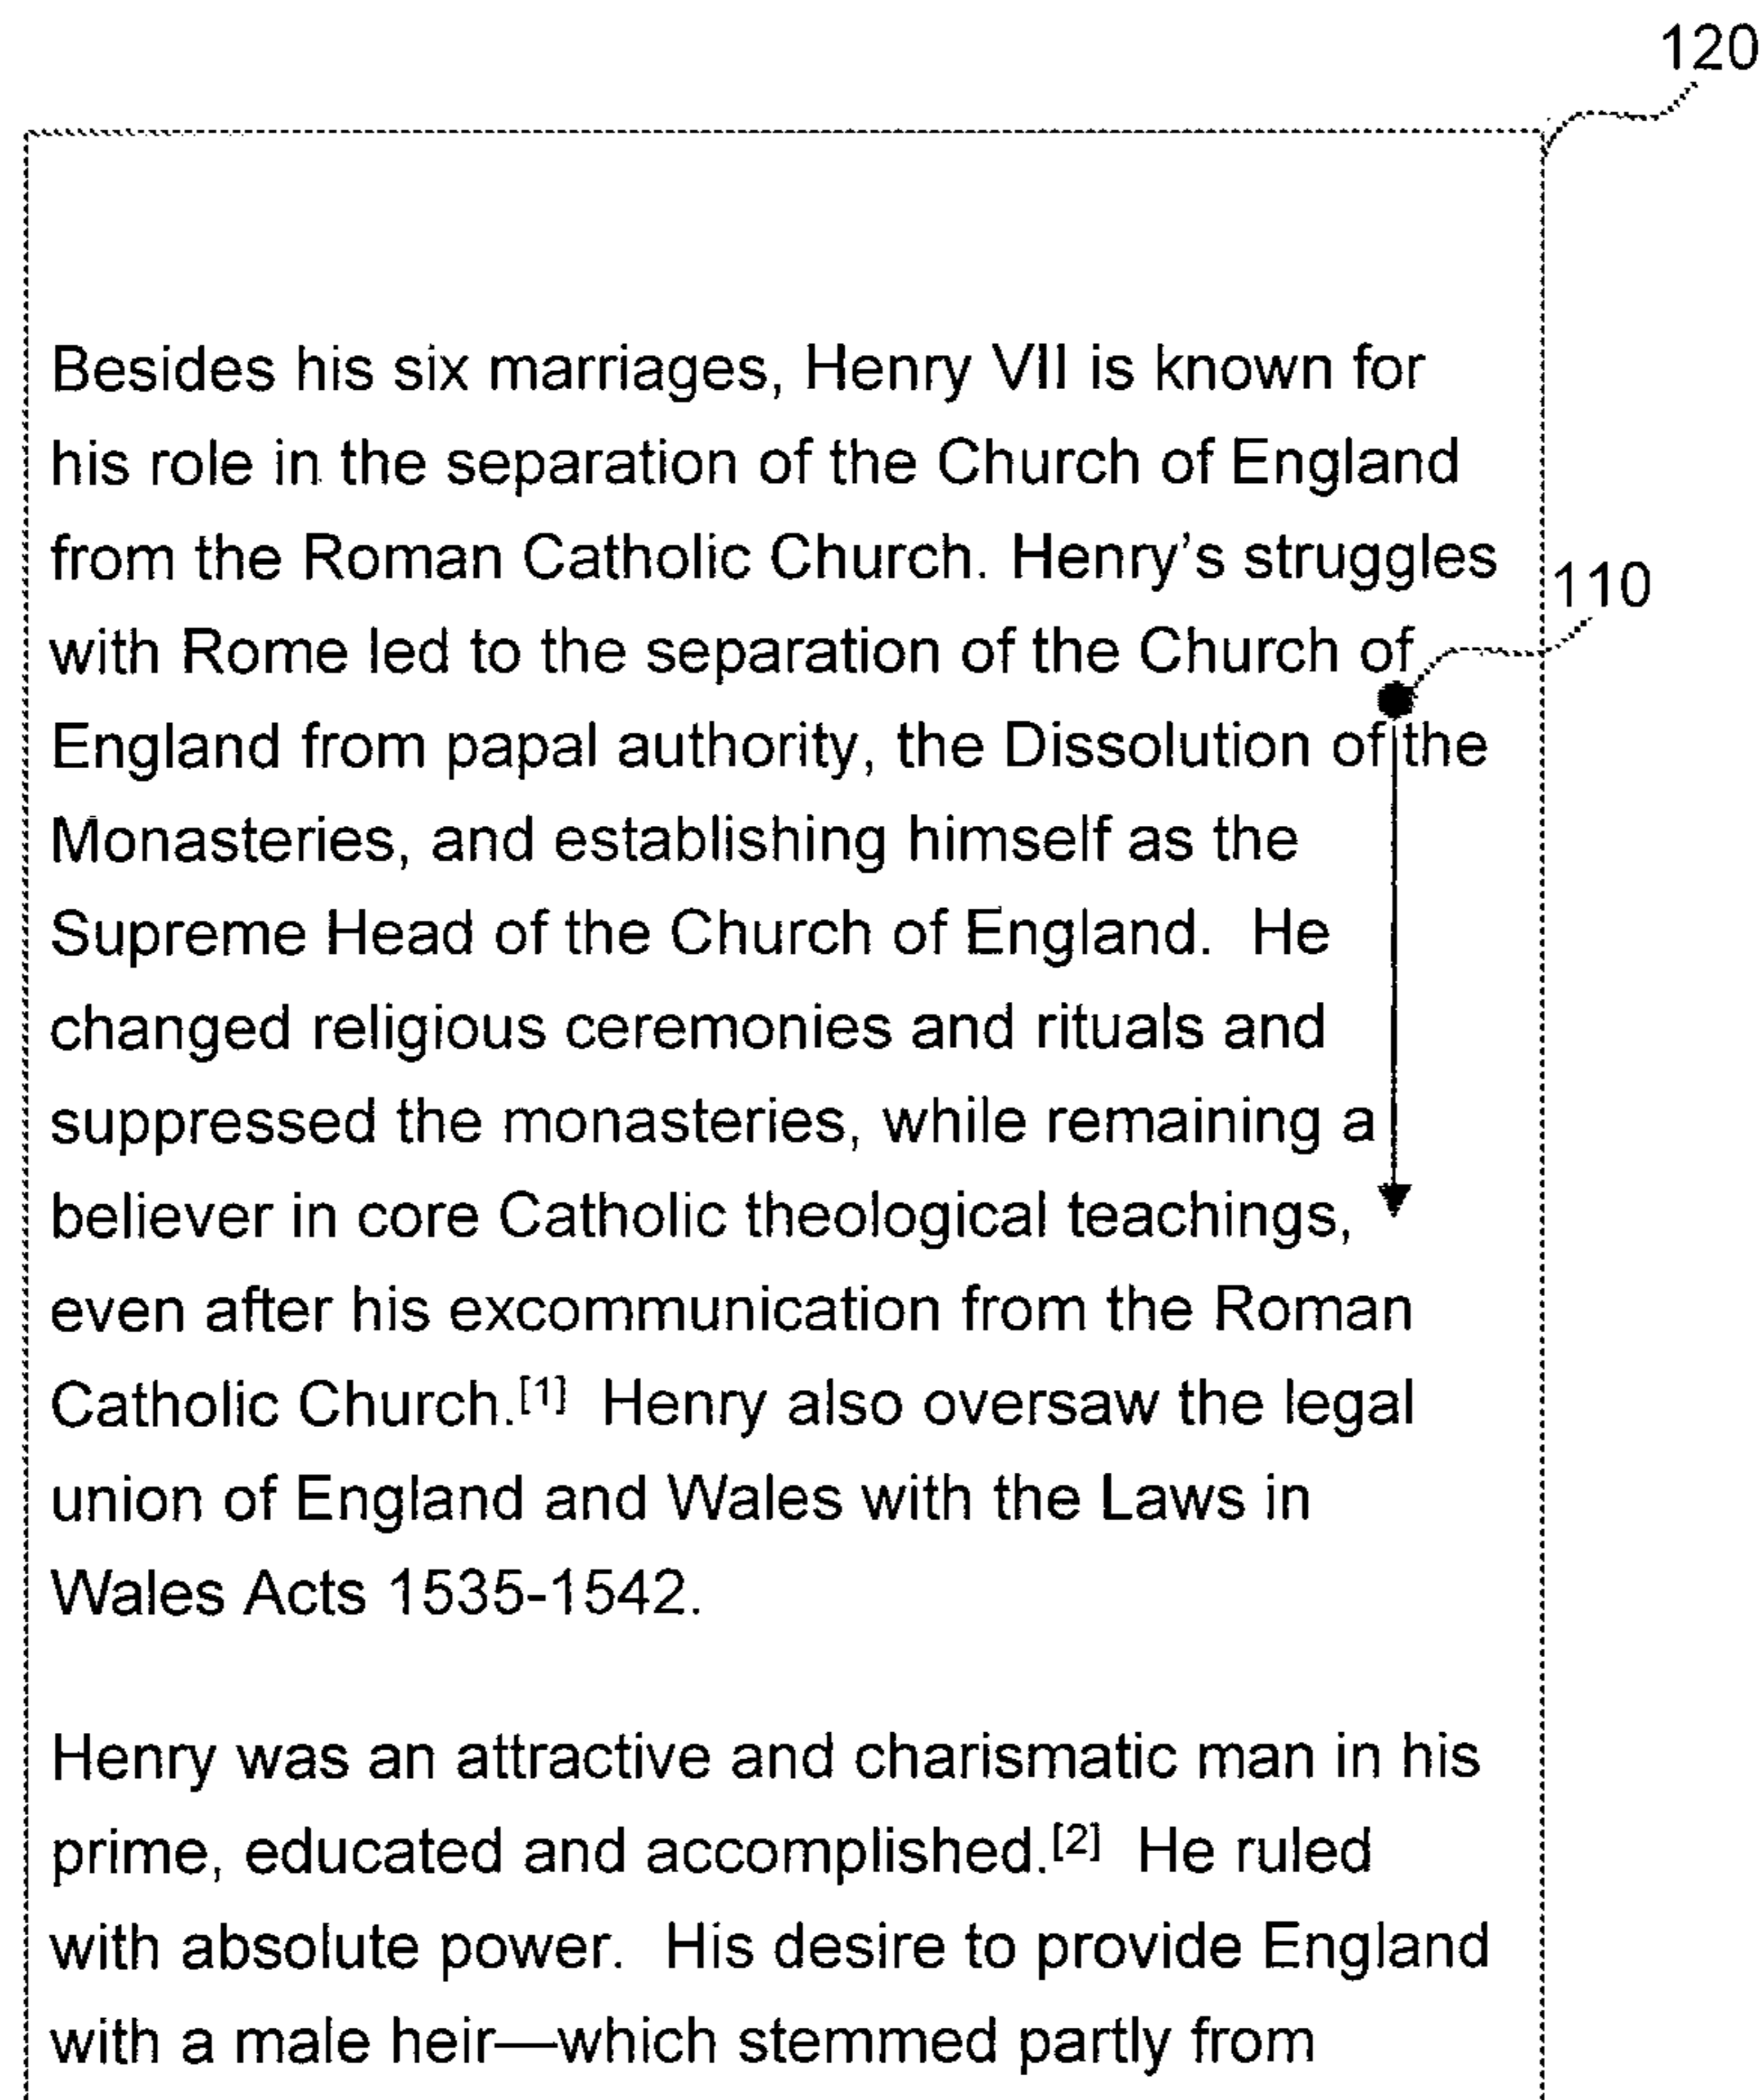 120
Besides his six marriages, Henry VII is known for
his role in the separation of the Church of England
from the Roman Catholic Church. Henry’s struggles
110
with Rome led to the separation of the Church of
England from papal authority, the Dissolution of the
Monasteries, and establishing himself as the
Supreme Head of the Church of England.  He
changed religious ceremonies and rituals and
suppressed the monasteries, while remaining a
believer in core Catholic theological teachings,
even after his excommunication from the Roman
Catholic Church.[1]  Henry also oversaw the legal
union of England and Wales with the Laws in
Wales Acts 1535-1542.
Henry was an attractive and charismatic man in his
prime, educated and accomplished.[2]  He ruled
with absolute power.  His desire to provide England
with a male heir—which stemmed partly from